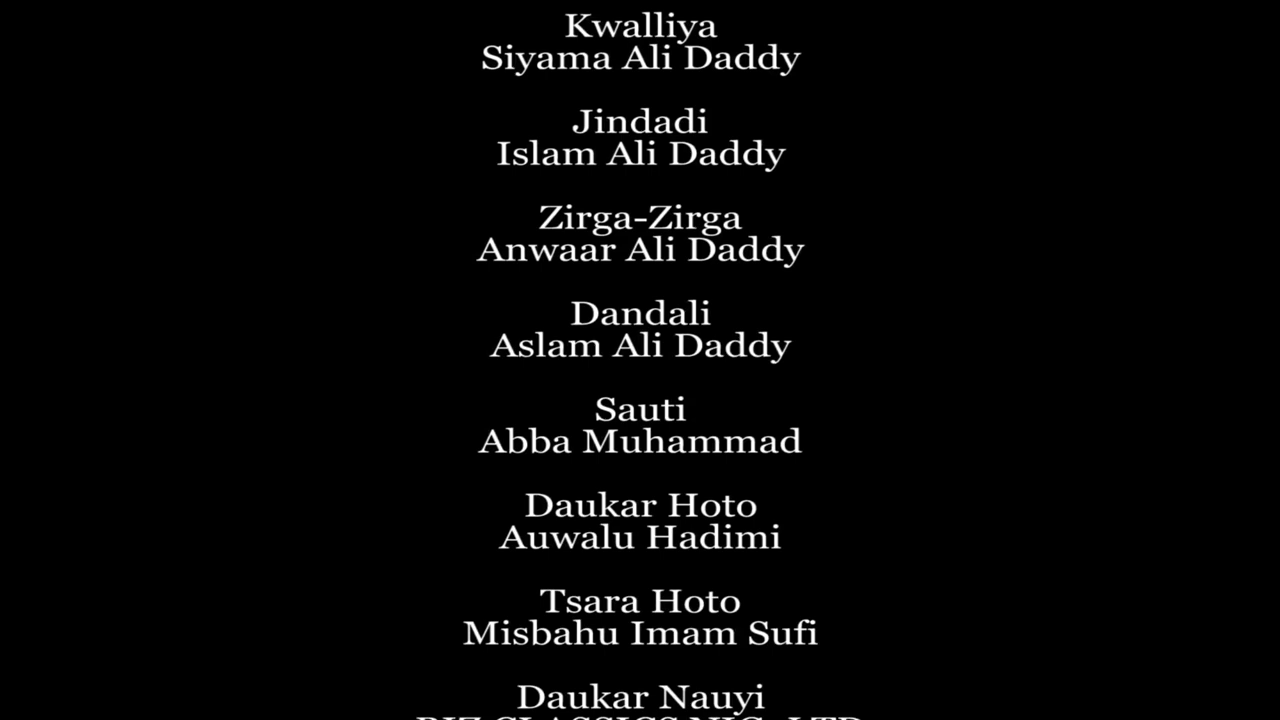 Kwalliya
Siyama Ali Daddy
Jindadi
Islam Ali Daddy
Zirga-Zirga
Anwaar Ali Daddy
Dandali
Aslam Ali Daddy
Sauti
Abba Muhammad
Daukar Hoto
Auwalu Hadimi
Tsara Hoto
Misbahu Imam Sufi
Daukar Nauyi